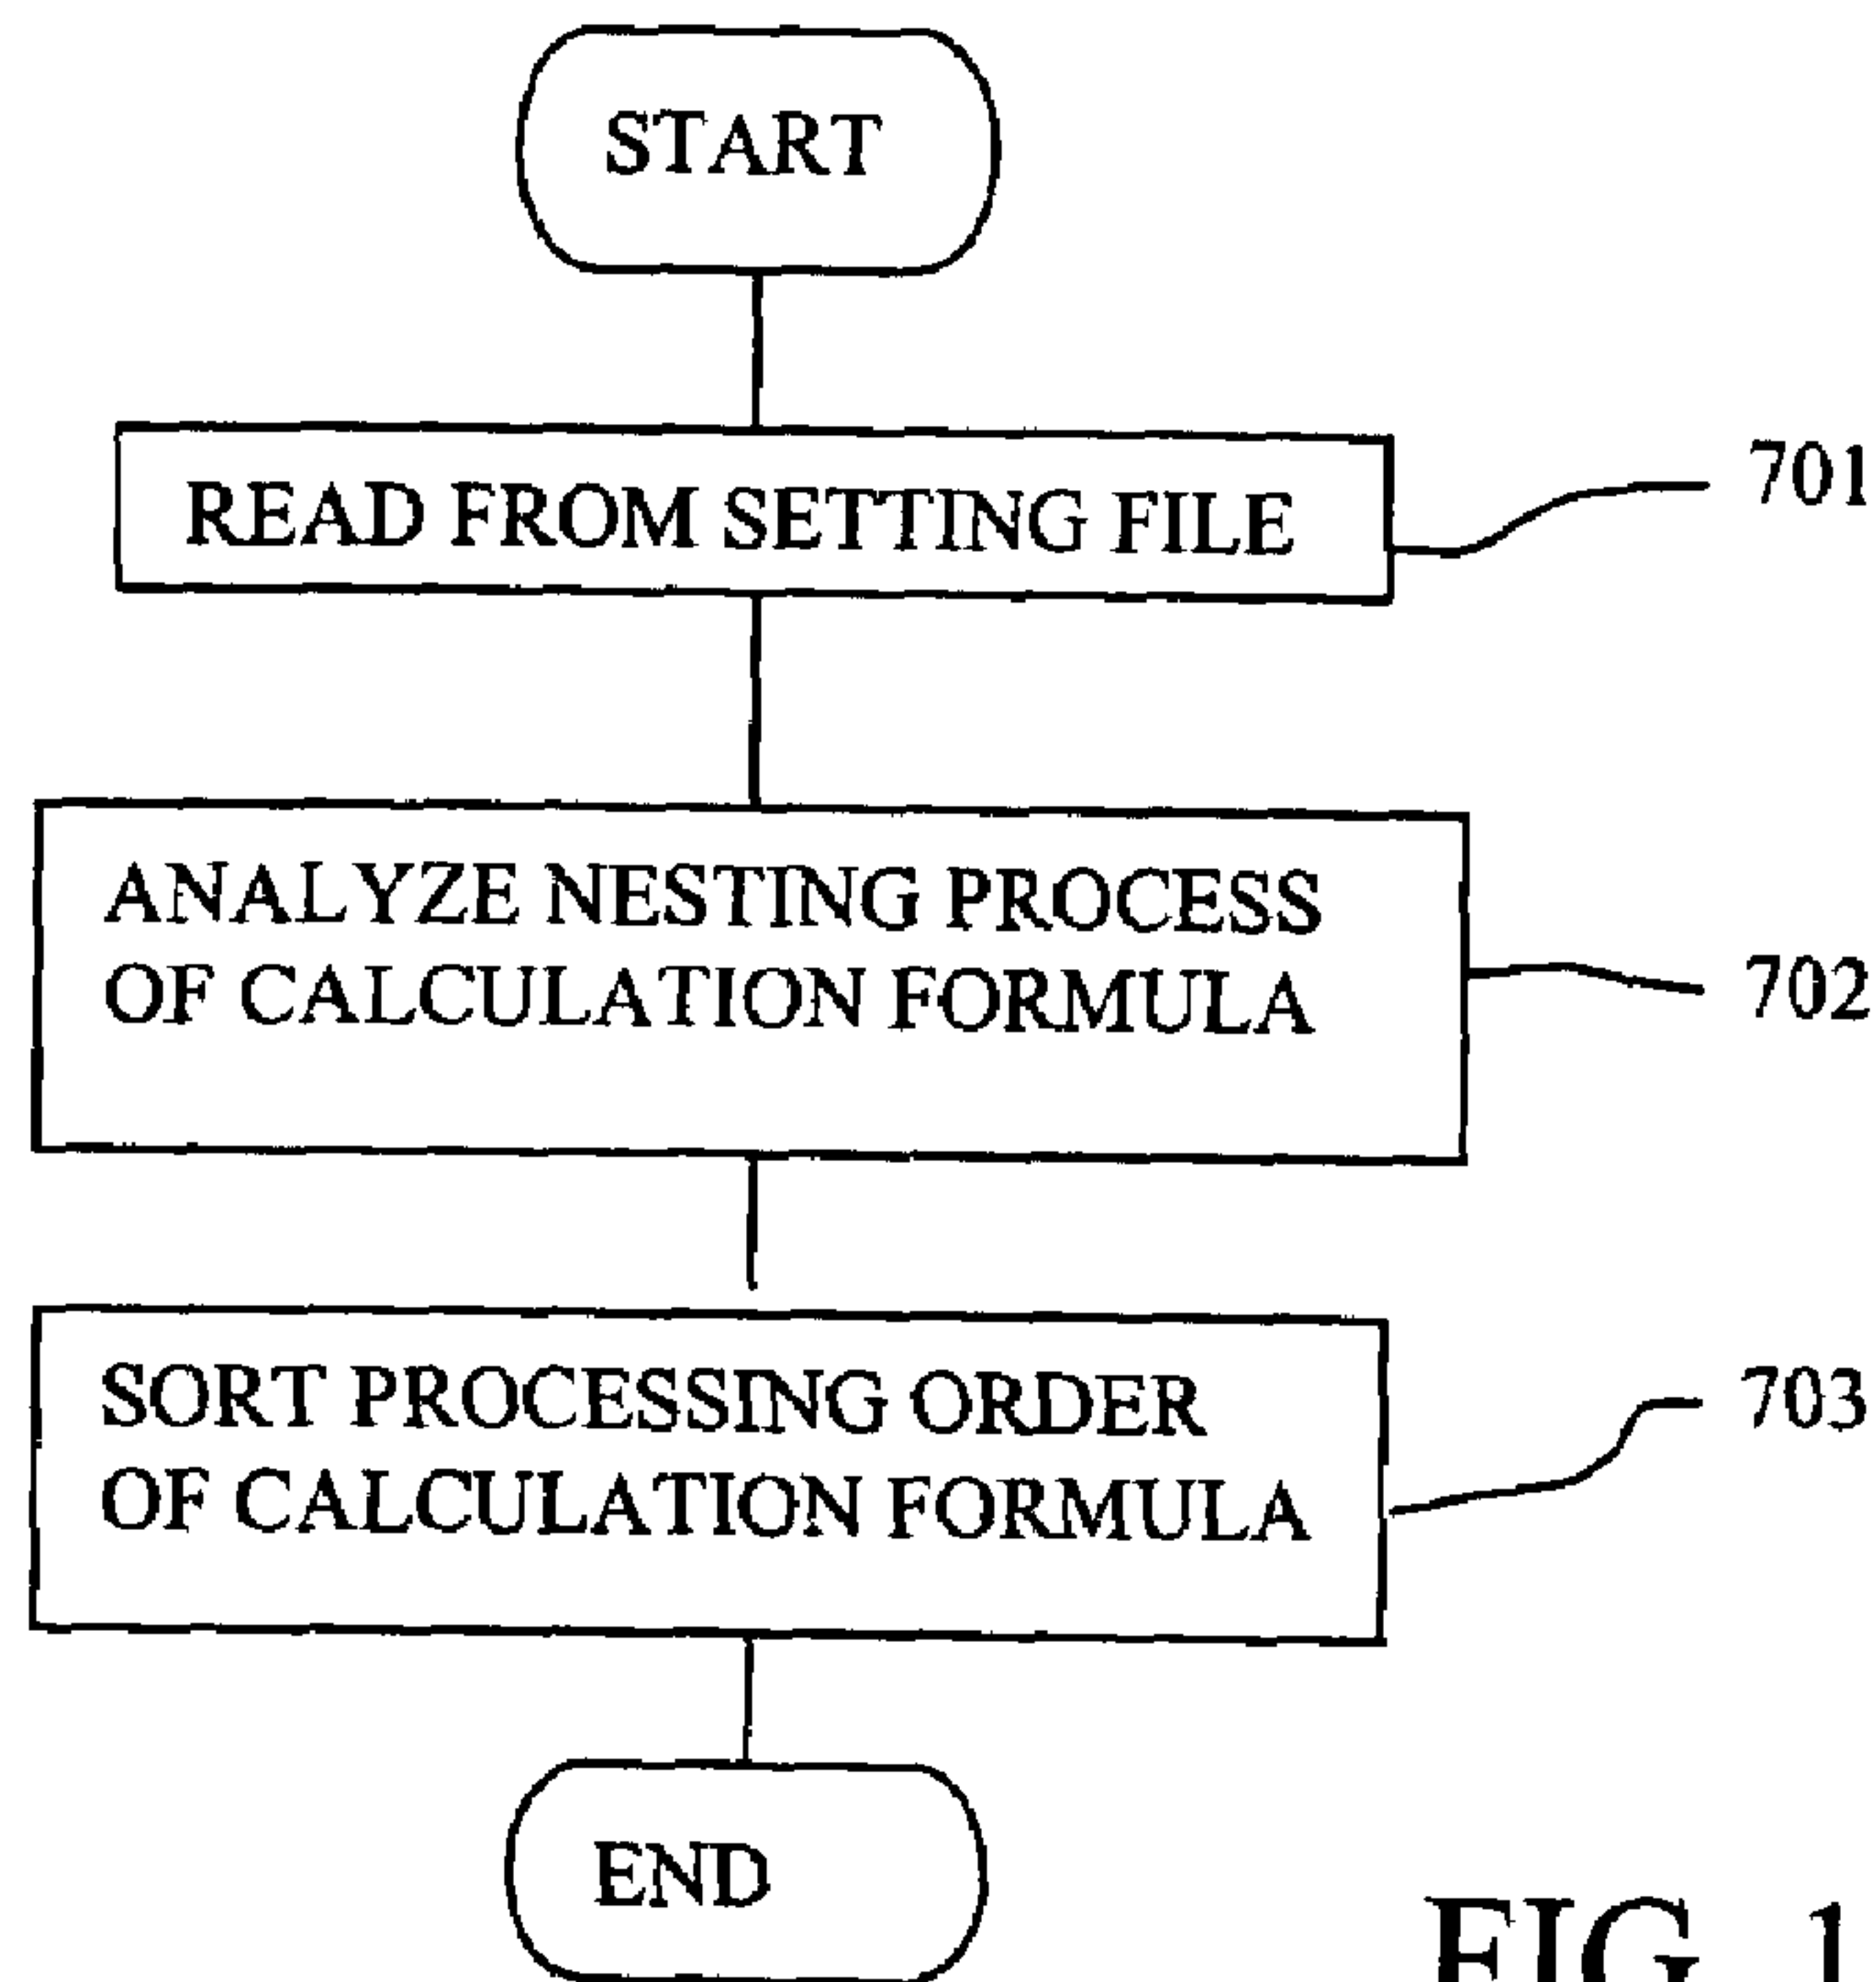 START
READ FROM SETTING FILE
701
ANALYZE NESTING PROCESS
OF CALCULATION FORMULA
702
SORT PROCESSING ORDER
OF CALCULATION FORMULA
703
END